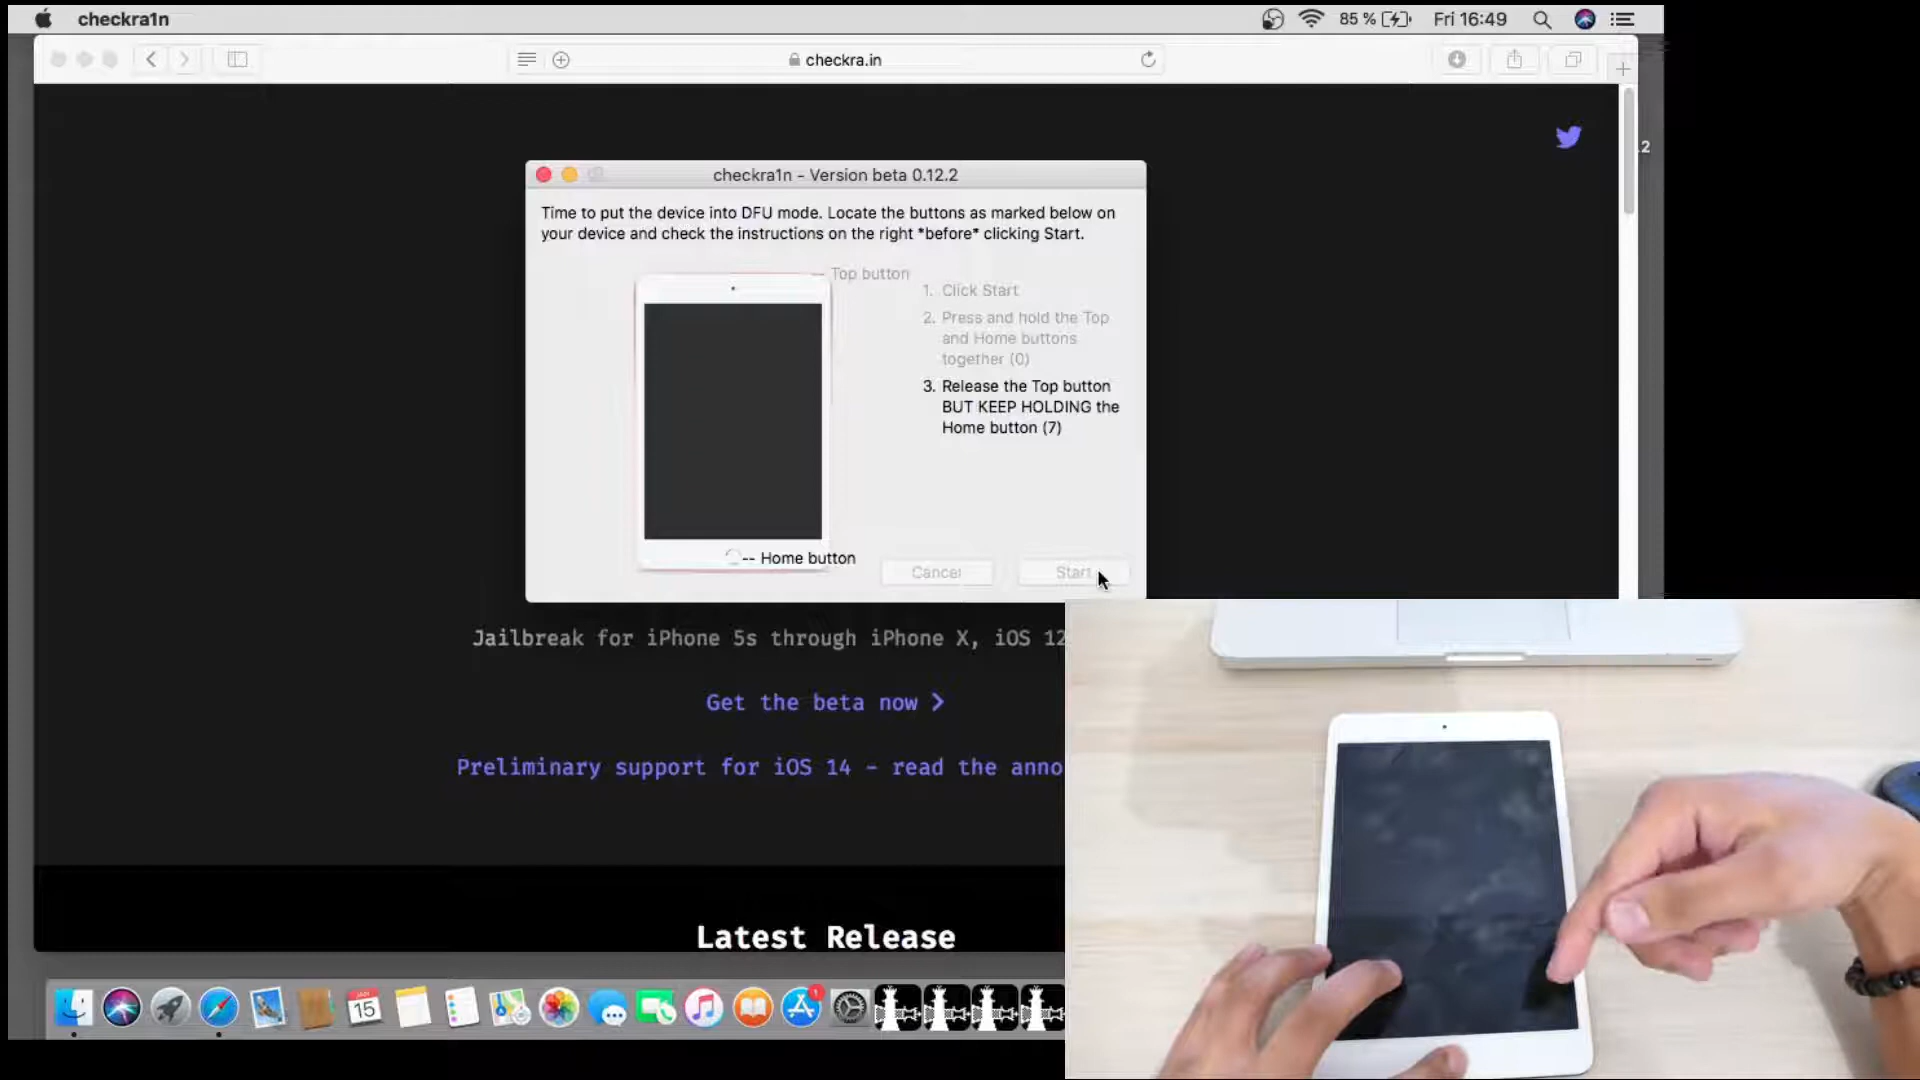 checkra1n
85 %
Fri 16:49
checkra.in
.2
checkra1n - Version beta 0.12.2
Time to put the device into DFU mode. Locate the buttons as marked below on
your device and check the instructions on the right *before* clicking Start.
Top button
1. Click Start
2. Press and hold the Top
and Home buttons
together (0)
3. Release the Top button
BUT KEEP HOLDING the
Home button (7)
-- Home button
Cancel
Start
Jailbreak for iPhone 5s through iPhone X, iOS 12
Get the beta now >
Preliminary support for iOS 14 - read the anno
Latest Release
JAN
15
1